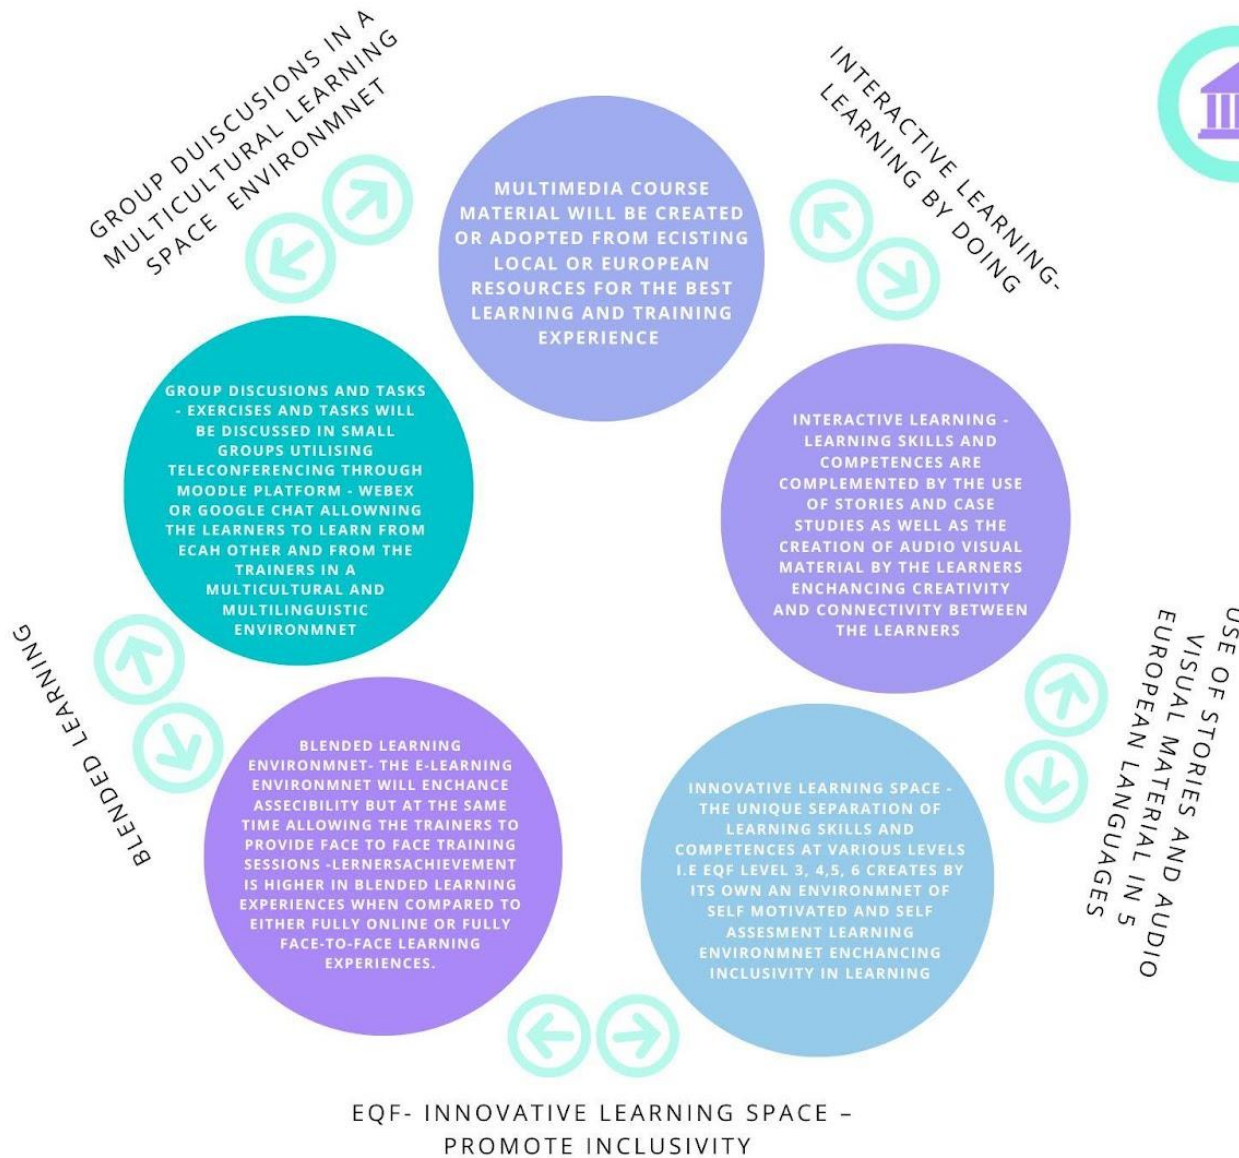 GROUP DUISCUSIONS IN A
MULTICULTURAL LEARNING
SPACE ENVIRONMNET
INTERACTIVE LEARNING-
LEARNING BY DOING
MULTIMEDIA COURSE
MATERIAL WILL BE CREATED
OR ADOPTED FROM ECISTING
LOCAL OR EUROPEAN
RESOURCES FOR THE BEST
LEARNING AND TRAINING
EXPERIENCE
GROUP DISCUSIONS AND TASKS
- EXERCISES AND TASKS WILL
BE DISCUSSED IN SMALL
GROUPS UTILISING
TELECONFERENCING THROUGH
MOODLE PLATFORM - WEBEX
OR GOOGLE CHAT ALLOWNING
THE LEARNERS TO LEARN FROM
ECAH OTHER AND FROM THE
TRAINERS IN A
MULTICULTURAL AND
MULTILINGUISTIC
ENVIRONMNET
INTERACTIVE LEARNING -
LEARNING SKILLS AND
COMPETENCES ARE
COMPLEMENTED BY THE USE
OF STORIES AND CASE
STUDIES AS WELL AS THE
CREATION OF AUDIO VISUAL
MATERIAL BY THE LEARNERS
ENCHANCING CREATIVITY
AND CONNECTIVITY BETWEEN
THE LEARNERS
BLENDED LEARNING
USE OF STORIES AND AUDIO
VISUAL MATERIAL IN 5
EUROPEAN LANGUAGES
BLENDED LEARNING
ENVIRONMNET- THE E-LEARNING
ENVIRONMNET WILL ENCHANCE
ASSECIBILITY BUT AT THE SAME
TIME ALLOWING THE TRAINERS TO
PROVIDE FACE TO FACE TRAINING
SESSIONS -LERNERSACHIEVEMENT
IS HIGHER IN BLENDED LEARNING
EXPERIENCES WHEN COMPARED TO
EITHER FULLY ONLINE OR FULLY
FACE-TO-FACE LEARNING
EXPERIENCES.
INNOVATIVE LEARNING SPACE -
THE UNIQUE SEPARATION OF
LEARNING SKILLS AND
COMPETENCES AT VARIOUS LEVELS
I.E EQF LEVEL 3, 4,5, 6 CREATES BY
ITS OWN AN ENVIRONMNET OF
SELF MOTIVATED AND SELF
ASSESMENT LEARNING
ENVIRONMNET ENCHANCING
INCLUSIVITY IN LEARNING
EQF- INNOVATIVE LEARNING SPACE –
PROMOTE INCLUSIVITY